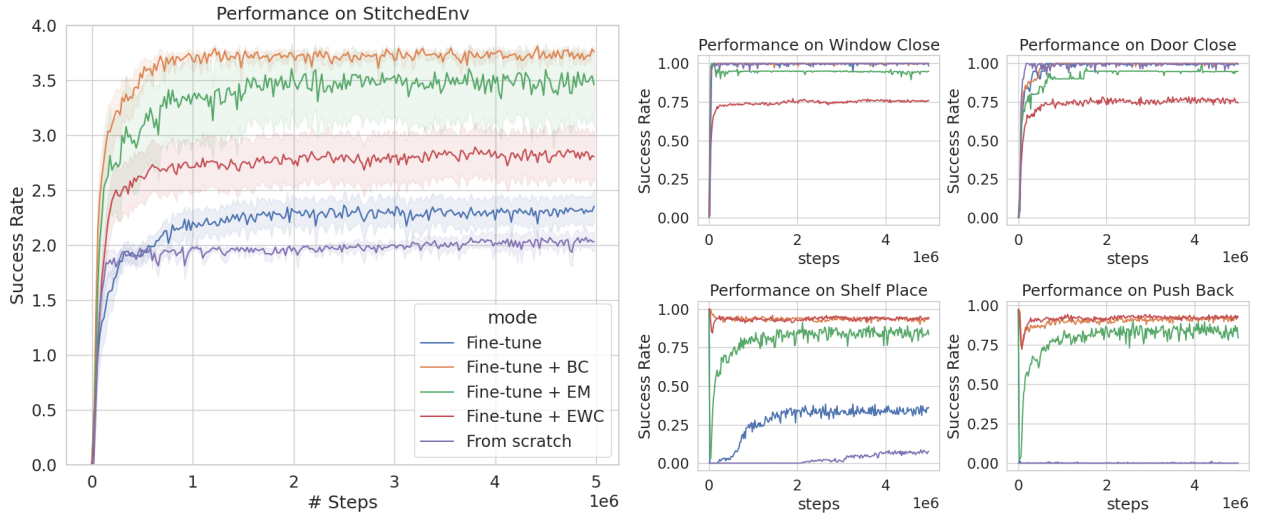 Performance on StitchedEnv
Success Rate
4.0
3.5
3.0
2.5
2.0
1.5
1.0
0.5
0.0
0
1
2
3
4
5
1e6
# Steps
mode
Fine-tune
Fine-tune + BC
Fine-tune + EM
Fine-tune + EWC
From scratch
Performance on Window Close
Success Rate
1.00
0.75
0.50
0.25
0.00
0
2
4
1e6
steps
Performance on Door Close
Success Rate
1.00
0.75
0.50
0.25
0.00
0
2
4
1e6
steps
Performance on Shelf Place
Success Rate
1.00
0.75
0.50
0.25
0.00
0
2
4
1e6
steps
Performance on Push Back
Success Rate
1.00
0.75
0.50
0.25
0.00
0
2
4
1e6
steps